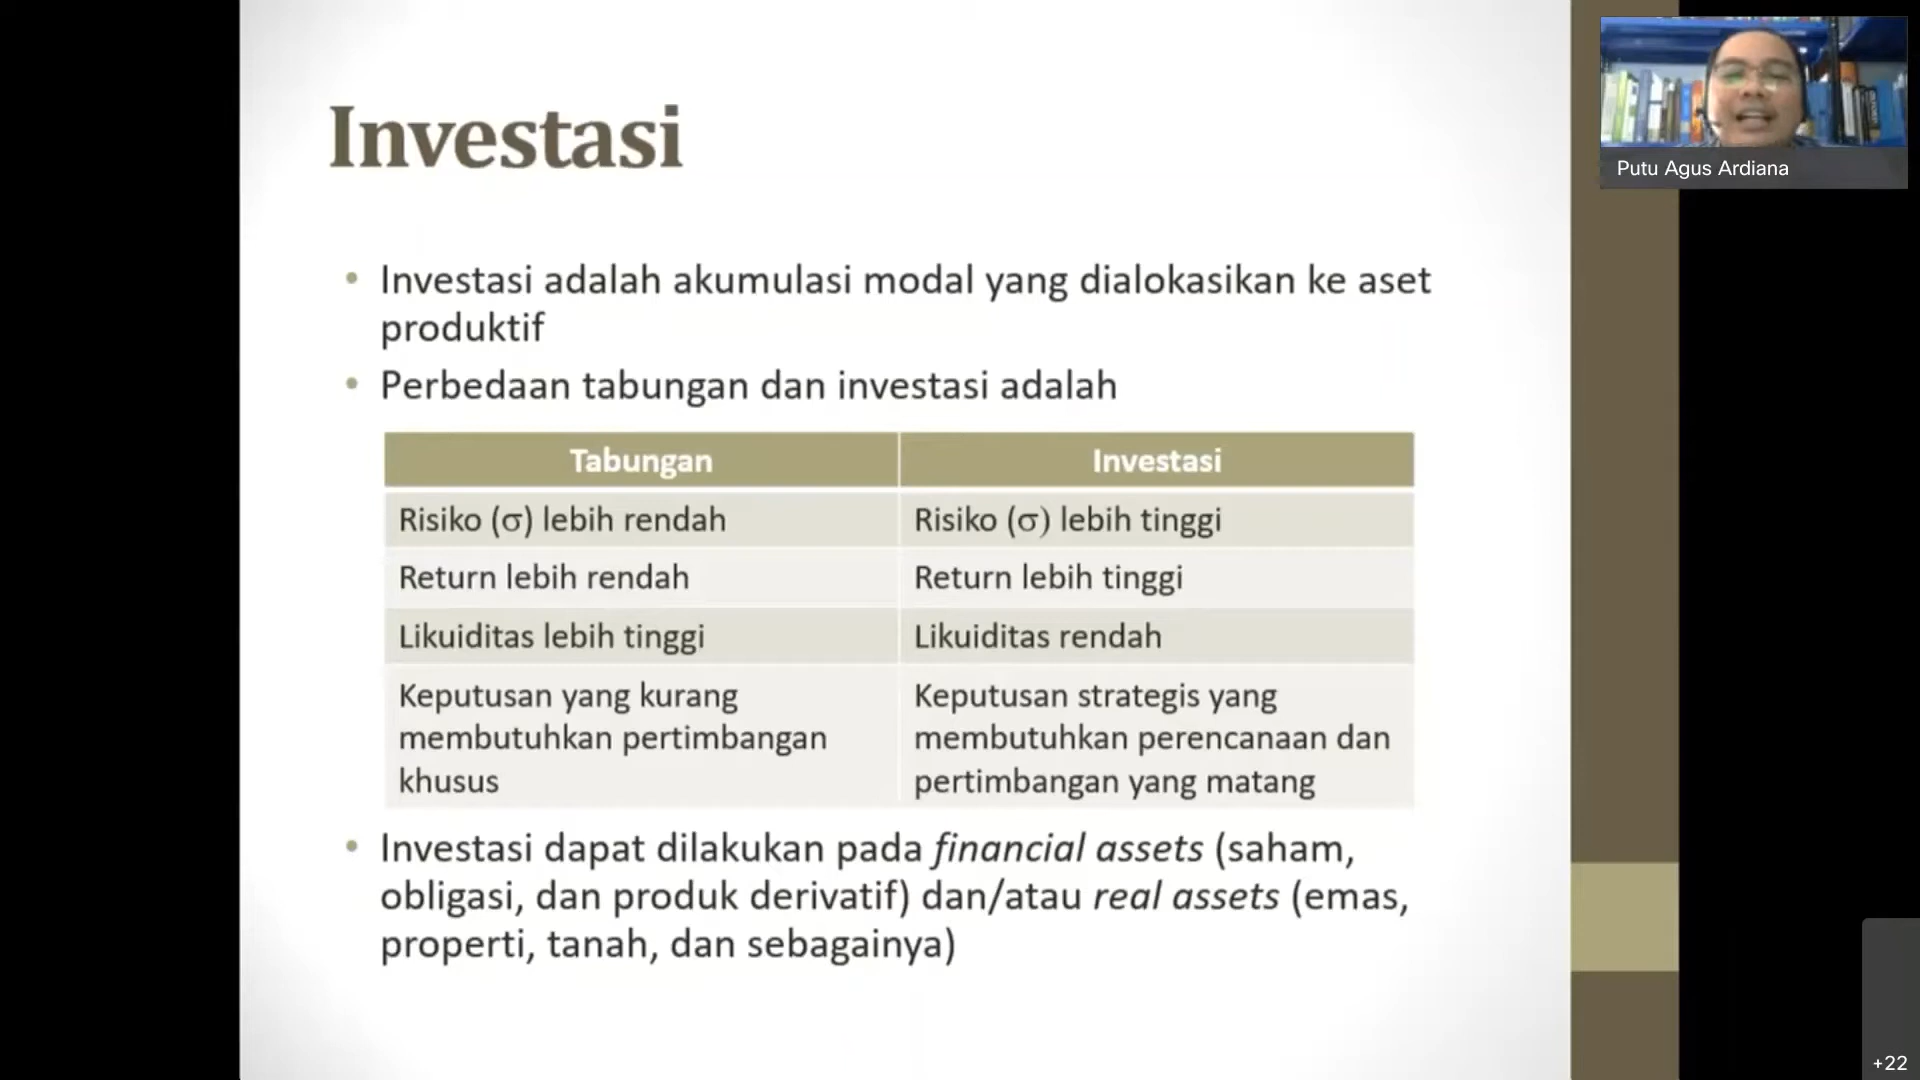 Investasi
Putu Agus Ardiana
• Investasi adalah akumulasi modal yang dialokasikan ke aset
produktif
• Perbedaan tabungan dan investasi adalah
Tabungan Investasi
Risiko (σ) lebih rendah Risiko (σ) lebih tinggi
Return lebih rendah Return lebih tinggi
Likuiditas lebih tinggi Likuiditas rendah
Keputusan yang kurang Keputusan strategis yang
membutuhkan pertimbangan membutuhkan perencanaan dan
khusus pertimbangan yang matang
• Investasi dapat dilakukan pada financial assets (saham,
obligasi, dan produk derivatif) dan/atau real assets (emas,
properti, tanah, dan sebagainya)
+22